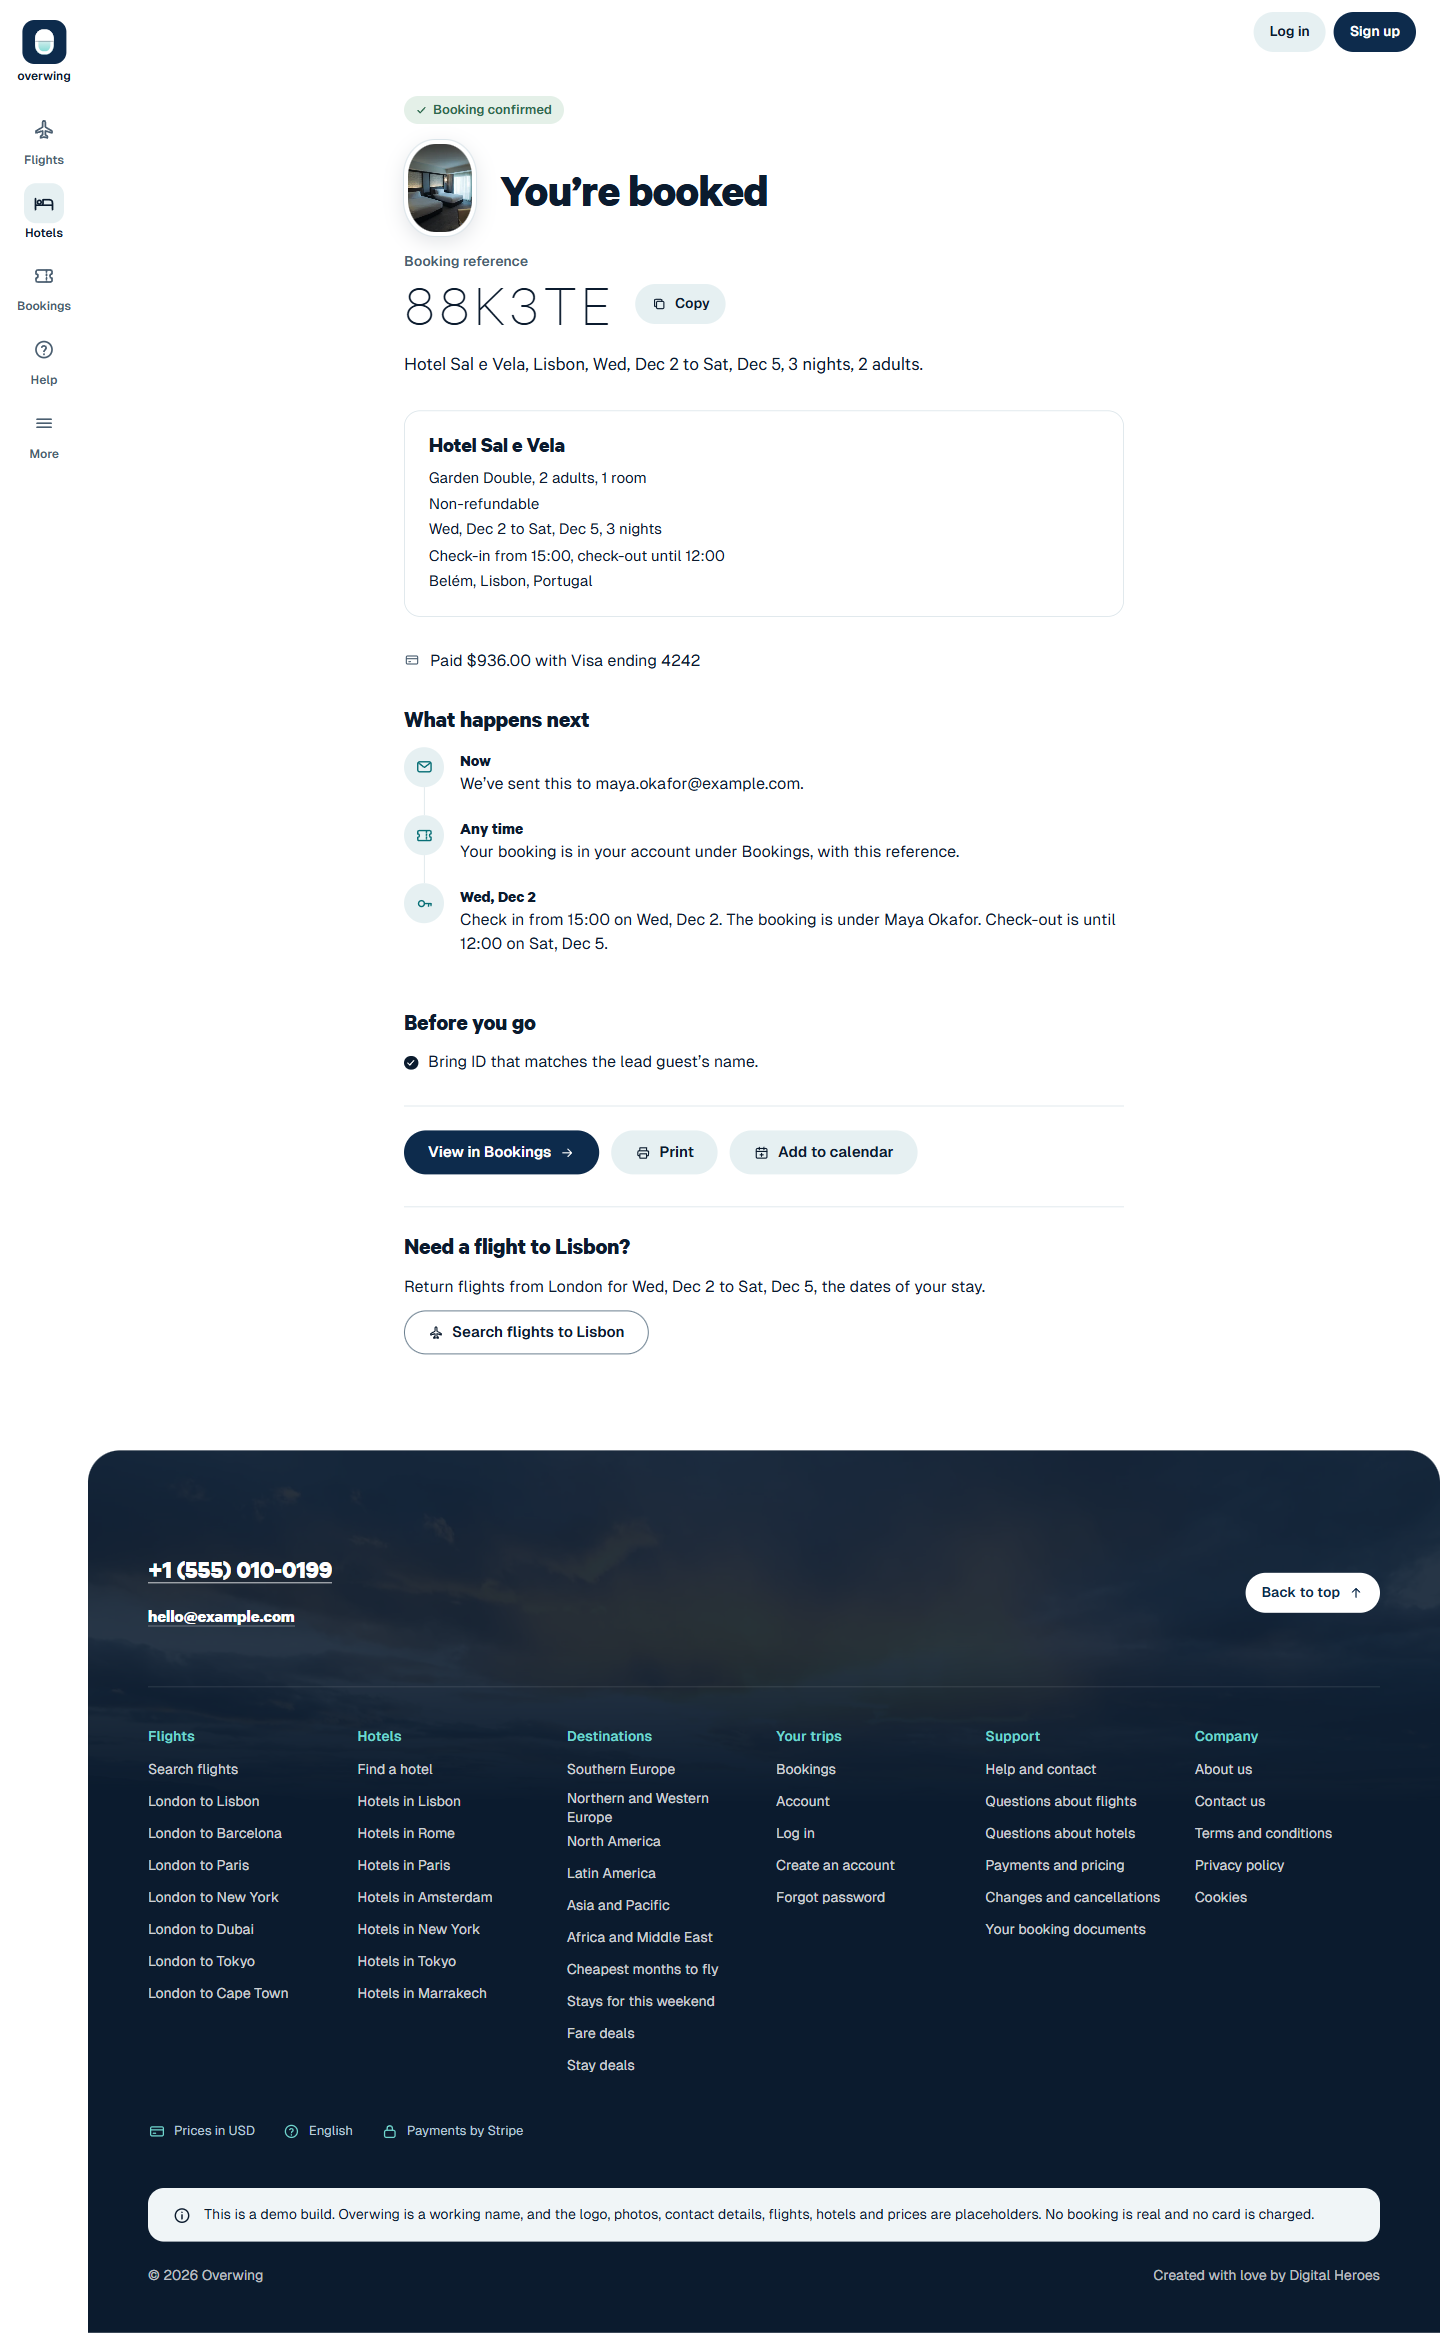 overwing
Log in
Sign up
Flights
Hotels
Bookings
Help
More
Booking confirmed
You’re booked
Booking reference
88K3TE
Copy
Hotel Sal e Vela, Lisbon, Wed, Dec 2 to Sat, Dec 5, 3 nights, 2 adults.
Hotel Sal e Vela
Garden Double, 2 adults, 1 room
Non-refundable
Wed, Dec 2 to Sat, Dec 5, 3 nights
Check-in from 15:00, check-out until 12:00
Belém, Lisbon, Portugal
Paid $936.00 with Visa ending 4242
What happens next
Now
We’ve sent this to maya.okafor@example.com.
Any time
Your booking is in your account under Bookings, with this reference.
Wed, Dec 2
Check in from 15:00 on Wed, Dec 2. The booking is under Maya Okafor. Check-out is until
12:00 on Sat, Dec 5.
Before you go
Bring ID that matches the lead guest’s name.
View in Bookings
Print
Add to calendar
Need a flight to Lisbon?
Return flights from London for Wed, Dec 2 to Sat, Dec 5, the dates of your stay.
Search flights to Lisbon
+1 (555) 010-0199
hello@example.com
Back to top
Flights
Search flights
London to Lisbon
London to Barcelona
London to Paris
London to New York
London to Dubai
London to Tokyo
London to Cape Town
Hotels
Find a hotel
Hotels in Lisbon
Hotels in Rome
Hotels in Paris
Hotels in Amsterdam
Hotels in New York
Hotels in Tokyo
Hotels in Marrakech
Destinations
Southern Europe
Northern and Western
Europe
North America
Latin America
Asia and Pacific
Africa and Middle East
Cheapest months to fly
Stays for this weekend
Fare deals
Stay deals
Your trips
Bookings
Account
Log in
Create an account
Forgot password
Support
Help and contact
Questions about flights
Questions about hotels
Payments and pricing
Changes and cancellations
Your booking documents
Company
About us
Contact us
Terms and conditions
Privacy policy
Cookies
Prices in USD
English
Payments by Stripe
This is a demo build. Overwing is a working name, and the logo, photos, contact details, flights, hotels and prices are placeholders. No booking is real and no card is charged.
© 2026 Overwing
Created with love by Digital Heroes